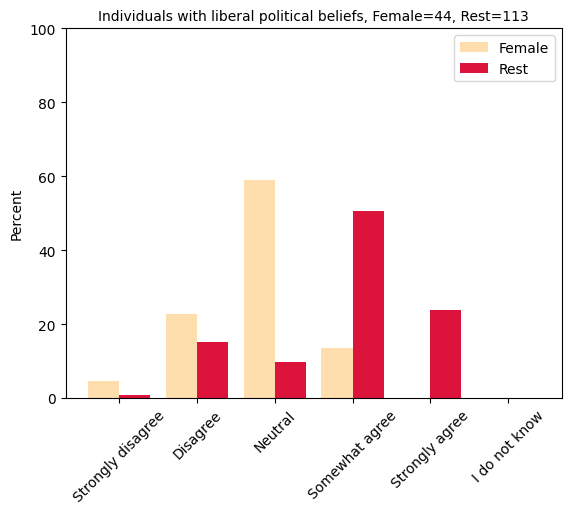 Individuals with liberal political beliefs, Female=44, Rest=113
100
80
60
40
20
0
Percent
Female
Rest
Strongly disagree
Disagree
Neutral
Somewhat agree
Strongly agree
I do not know